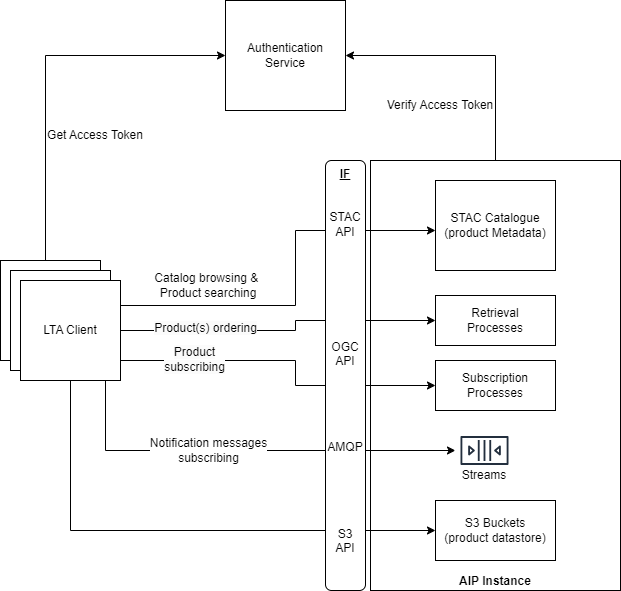 Authentication
Service
Verify Access Token
Get Access Token
IF
STAC
API
STAC Catalogue
(product Metadata)
Catalog browsing &
Product searching
LTA Client
Product(s) ordering
Retrieval
Processes
OGC
API
Product
subscribing
Subscription
Processes
Notification messages
subscribing
AMQP
Streams
S3
API
S3 Buckets
(product datastore)
AIP Instance